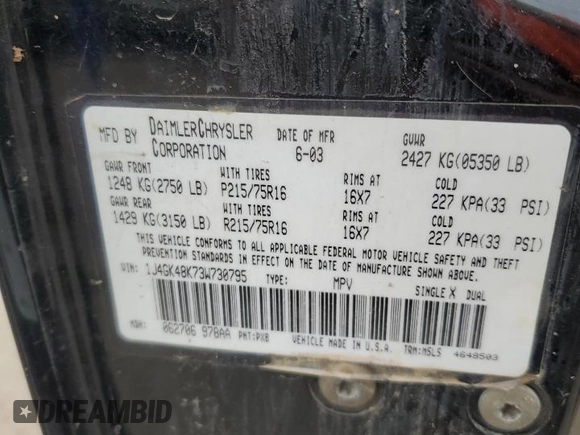 MFD BY DAIMLERCHRYSLER CORPORATION DATE OF MFR 6-03 GVWR 2427 KG(05350 LB)
GAWR FRONT WITH TIRES RIMS AT COLD
1248 KG(2750 LB) P215/75R16 16X7 227 KPA(33 PSI)
GAWR REAR WITH TIRES RIMS AT COLD
1429 KG(3150 LB) R215/75R16 16X7 227 KPA(33 PSI)
THIS VEHICLE CONFORMS TO ALL APPLICABLE FEDERAL MOTOR VEHICLE SAFETY AND THEFT
PREVENTION STANDARDS IN EFFECT ON THE DATE OF MANUFACTURE SHOWN ABOVE.
VIN: 1J4GK48K73W730795 TYPE: MPV SINGLE X DUAL
MDH: 062706 978AA PNT:PXB VEHICLE MADE IN U.S.A. TRM:MSL5 4649503
DREAMBID